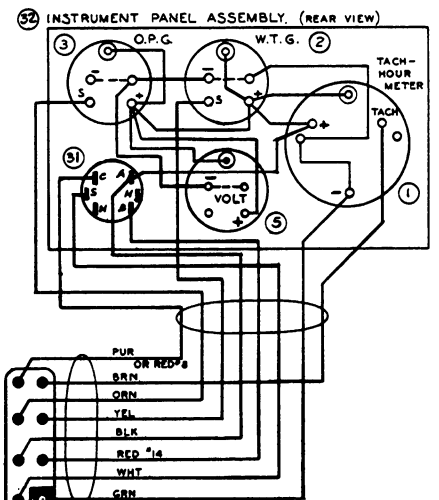 32 INSTRUMENT PANEL ASSEMBLY. (REAR VIEW)
3 O.P.G. W.T.G. 2
TACH-
HOUR
METER
- -
S S + +
TACH
+
31
C A
S H
H B
-
VOLT
+
-
5
1
PUR
OR RED #8
BRN
ORN
YEL
BLK
RED #14
WHT
GRN